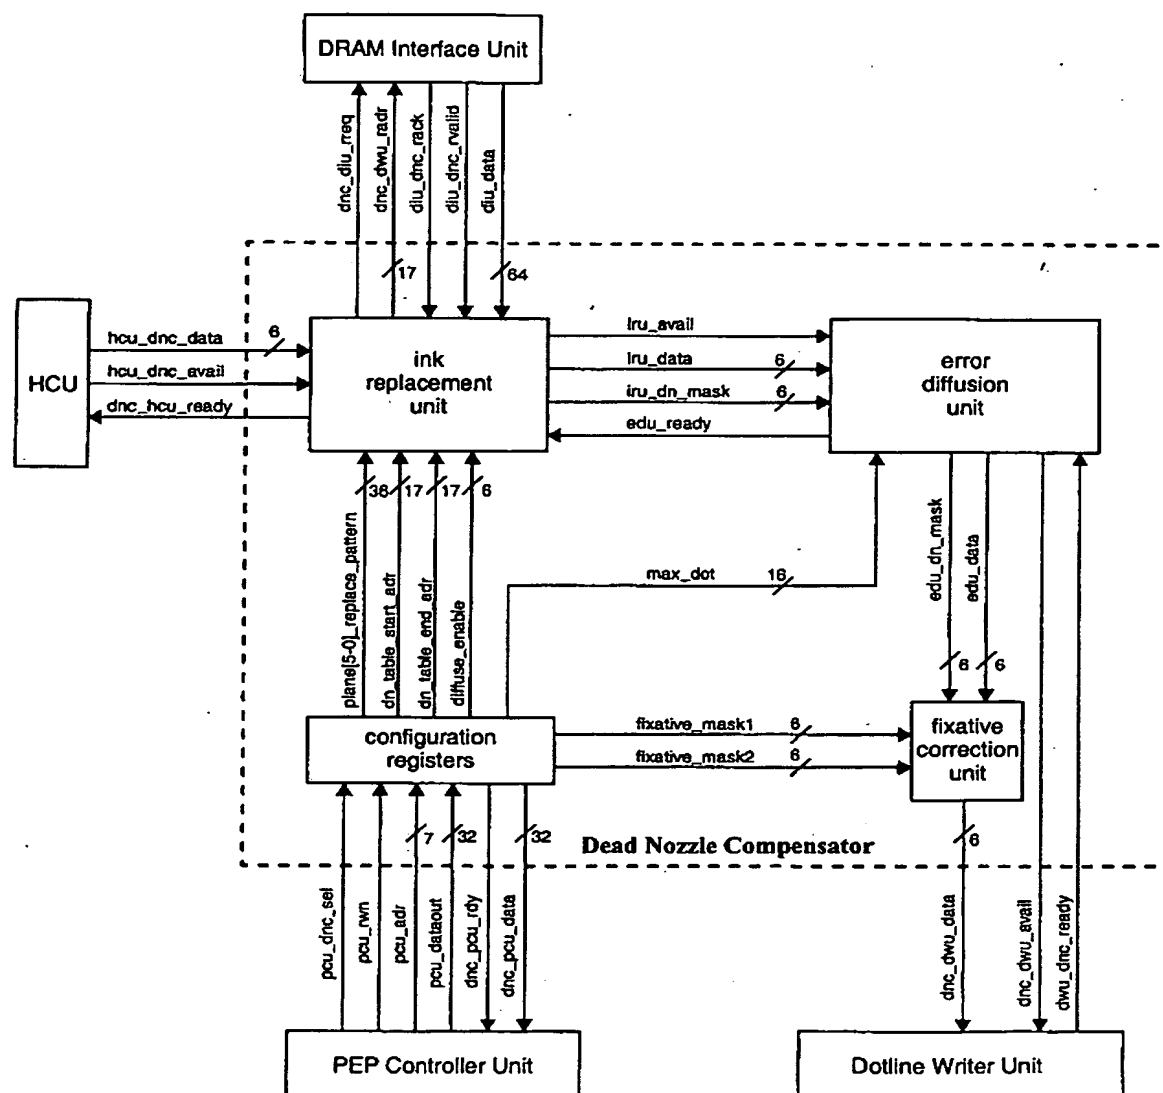 DRAM Interface Unit
dnc_diu_rreq
dnc_dwu_radr
diu_dnc_rack
diu_dnc_rvalid
diu_data
17
64
HCU
hcu_dnc_data
6
hcu_dnc_avail
dnc_hcu_ready
ink
replacement
unit
iru_avail
iru_data
6
iru_dn_mask
6
edu_ready
error
diffusion
unit
36
17
17
6
plane[5-0]_replace_pattern
dn_table_start_adr
dn_table_end_adr
diffuse_enable
max_dot
16
edu_dn_mask
edu_data
6
6
configuration
registers
fixative_mask1
6
fixative_mask2
6
fixative
correction
unit
7
32
32
Dead Nozzle Compensator
6
pcu_dnc_sel
pcu_rwn
pcu_adr
pcu_dataout
dnc_pcu_rdy
dnc_pcu_data
dnc_dwu_data
dnc_dwu_avail
dwu_dnc_ready
PEP Controller Unit
Dotline Writer Unit